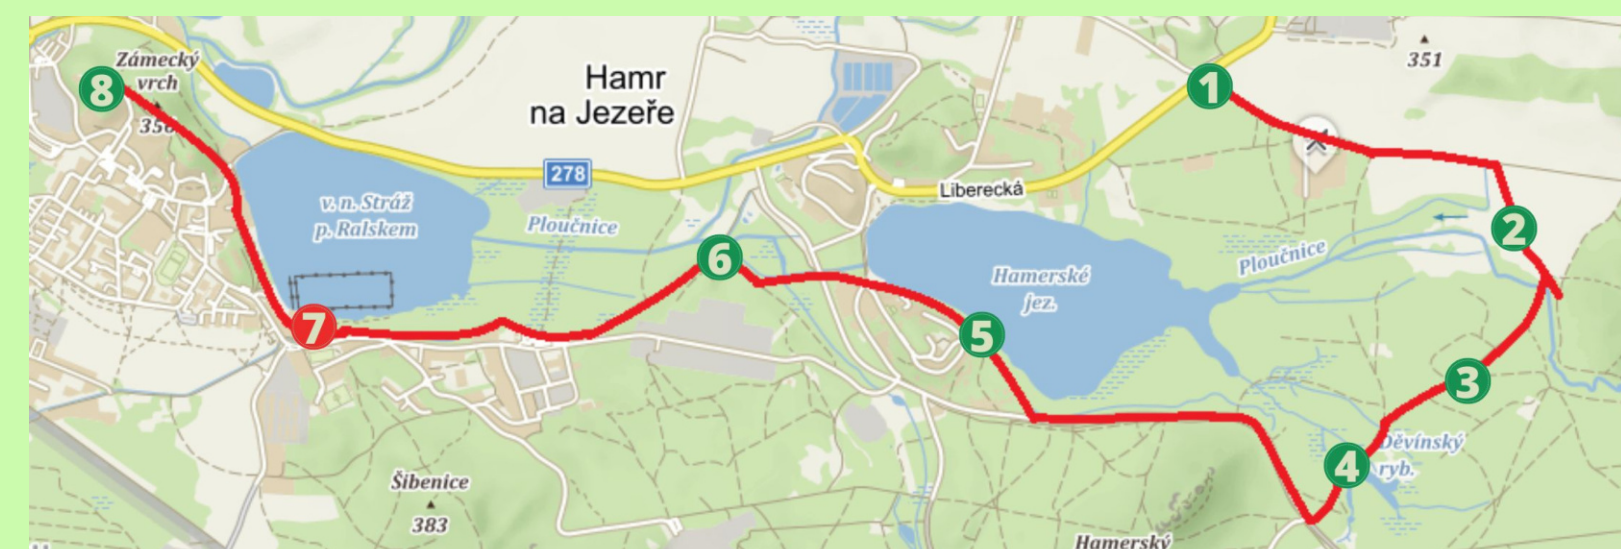 Zámecký
vrch
8
356
Hamr
na Jezeře
1
351
278
Liberecká
v. n. Stráž
p. Ralskem
Ploučnice
6
2
Ploučnice
Hamerské
jez.
7
5
3
Děvínský
ryb.
4
Šibenice
383
Hamerský